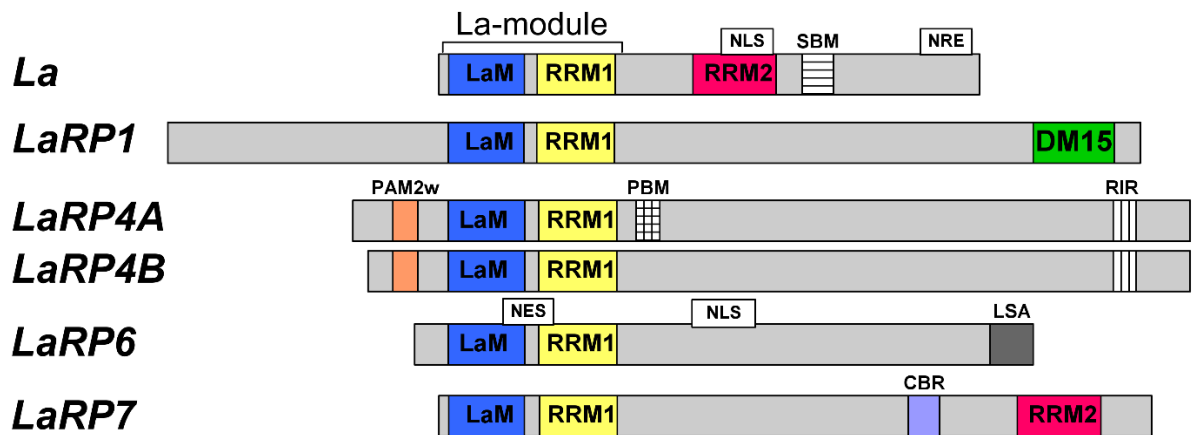 La-module
NLS SBM NRE
La LaM RRM1 RRM2
LaRP1 LaM RRM1 DM15
PAM2w PBM RIR
LaRP4A LaM RRM1
LaRP4B LaM RRM1
NES NLS LSA
LaRP6 LaM RRM1
CBR
LaRP7 LaM RRM1 RRM2